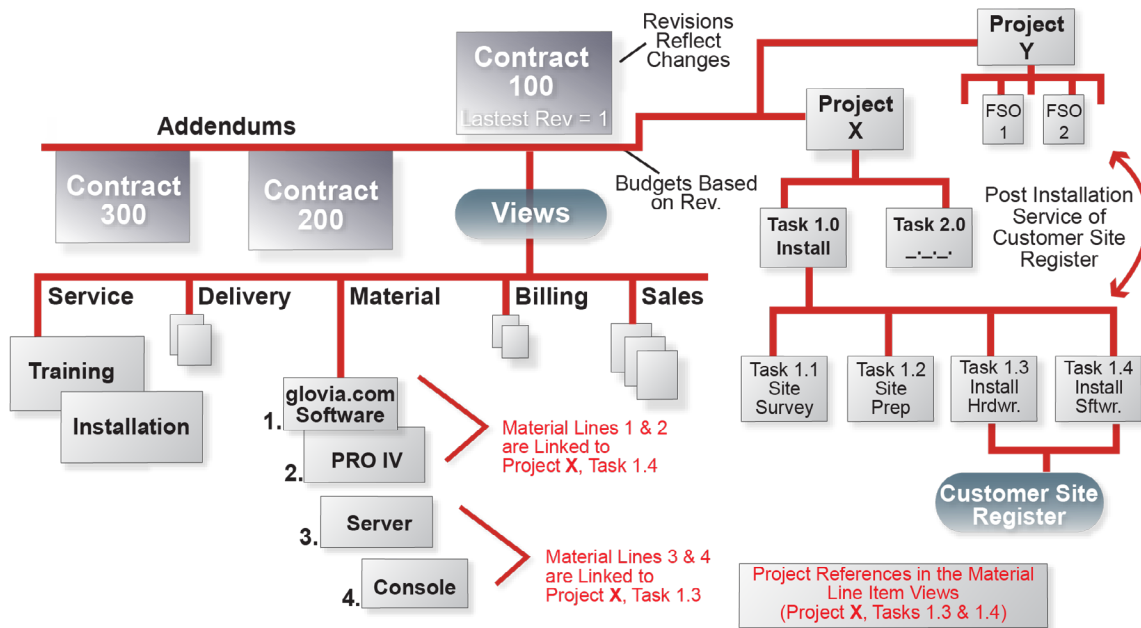 Revisions
Reflect
Changes
Contract
100
Lastest Rev = 1
Project
Y
FSO
1
FSO
2
Project
X
Addendums
Contract
300
Contract
200
Budgets Based
on Rev.
Views
Post Installation
Service of
Customer Site
Register
Task 1.0
Install
Task 2.0
_._._.
Service
Delivery
Material
Billing
Sales
Training
Installation
1.
glovia.com
Software
2.
PRO IV
3.
Server
4.
Console
Material Lines 1 & 2
are Linked to
Project X, Task 1.4
Material Lines 3 & 4
are Linked to
Project X, Task 1.3
Task 1.1
Site
Survey
Task 1.2
Site
Prep
Task 1.3
Install
Hrdwr.
Task 1.4
Install
Sftwr.
Customer Site
Register
Project References in the Material
Line Item Views
(Project X, Tasks 1.3 & 1.4)